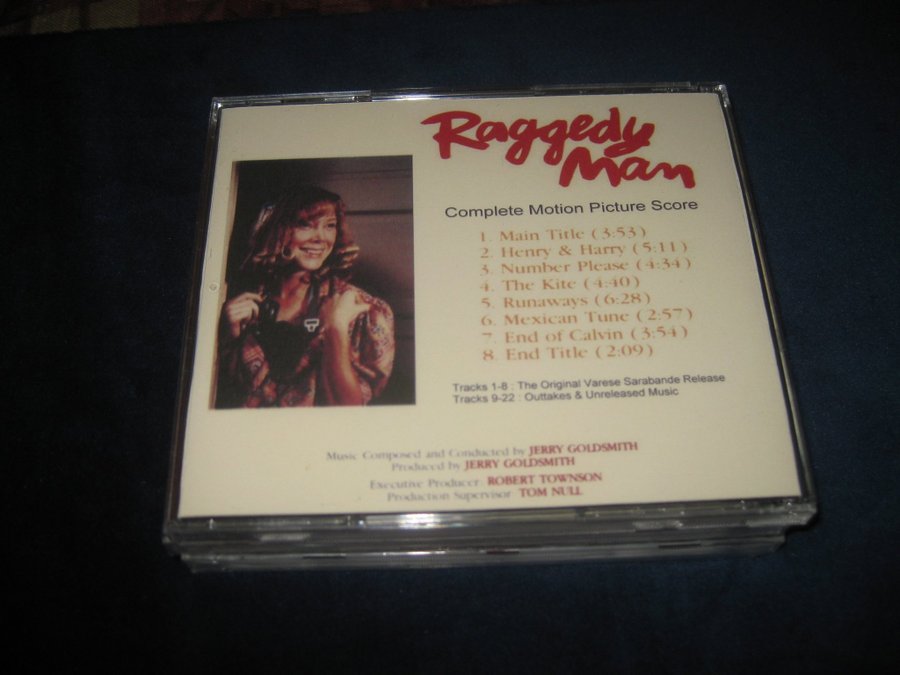 Raggedy
Man
Complete Motion Picture Score
1. Main Title (3:53)
2. Henry & Harry (5:11)
3. Number Please (4:34)
4. The Kite (4:40)
5. Runaways (6:28)
6. Mexican Tune (2:57)
7. End of Calvin (3:54)
8. End Title (2:09)
Tracks 1-8 : The Original Varese Sarabande Release
Tracks 9-22 : Outtakes & Unreleased Music
Music Composed and Conducted by JERRY GOLDSMITH
Produced by JERRY GOLDSMITH
Executive Producer: ROBERT TOWNSON
Production Supervisor TOM NULL